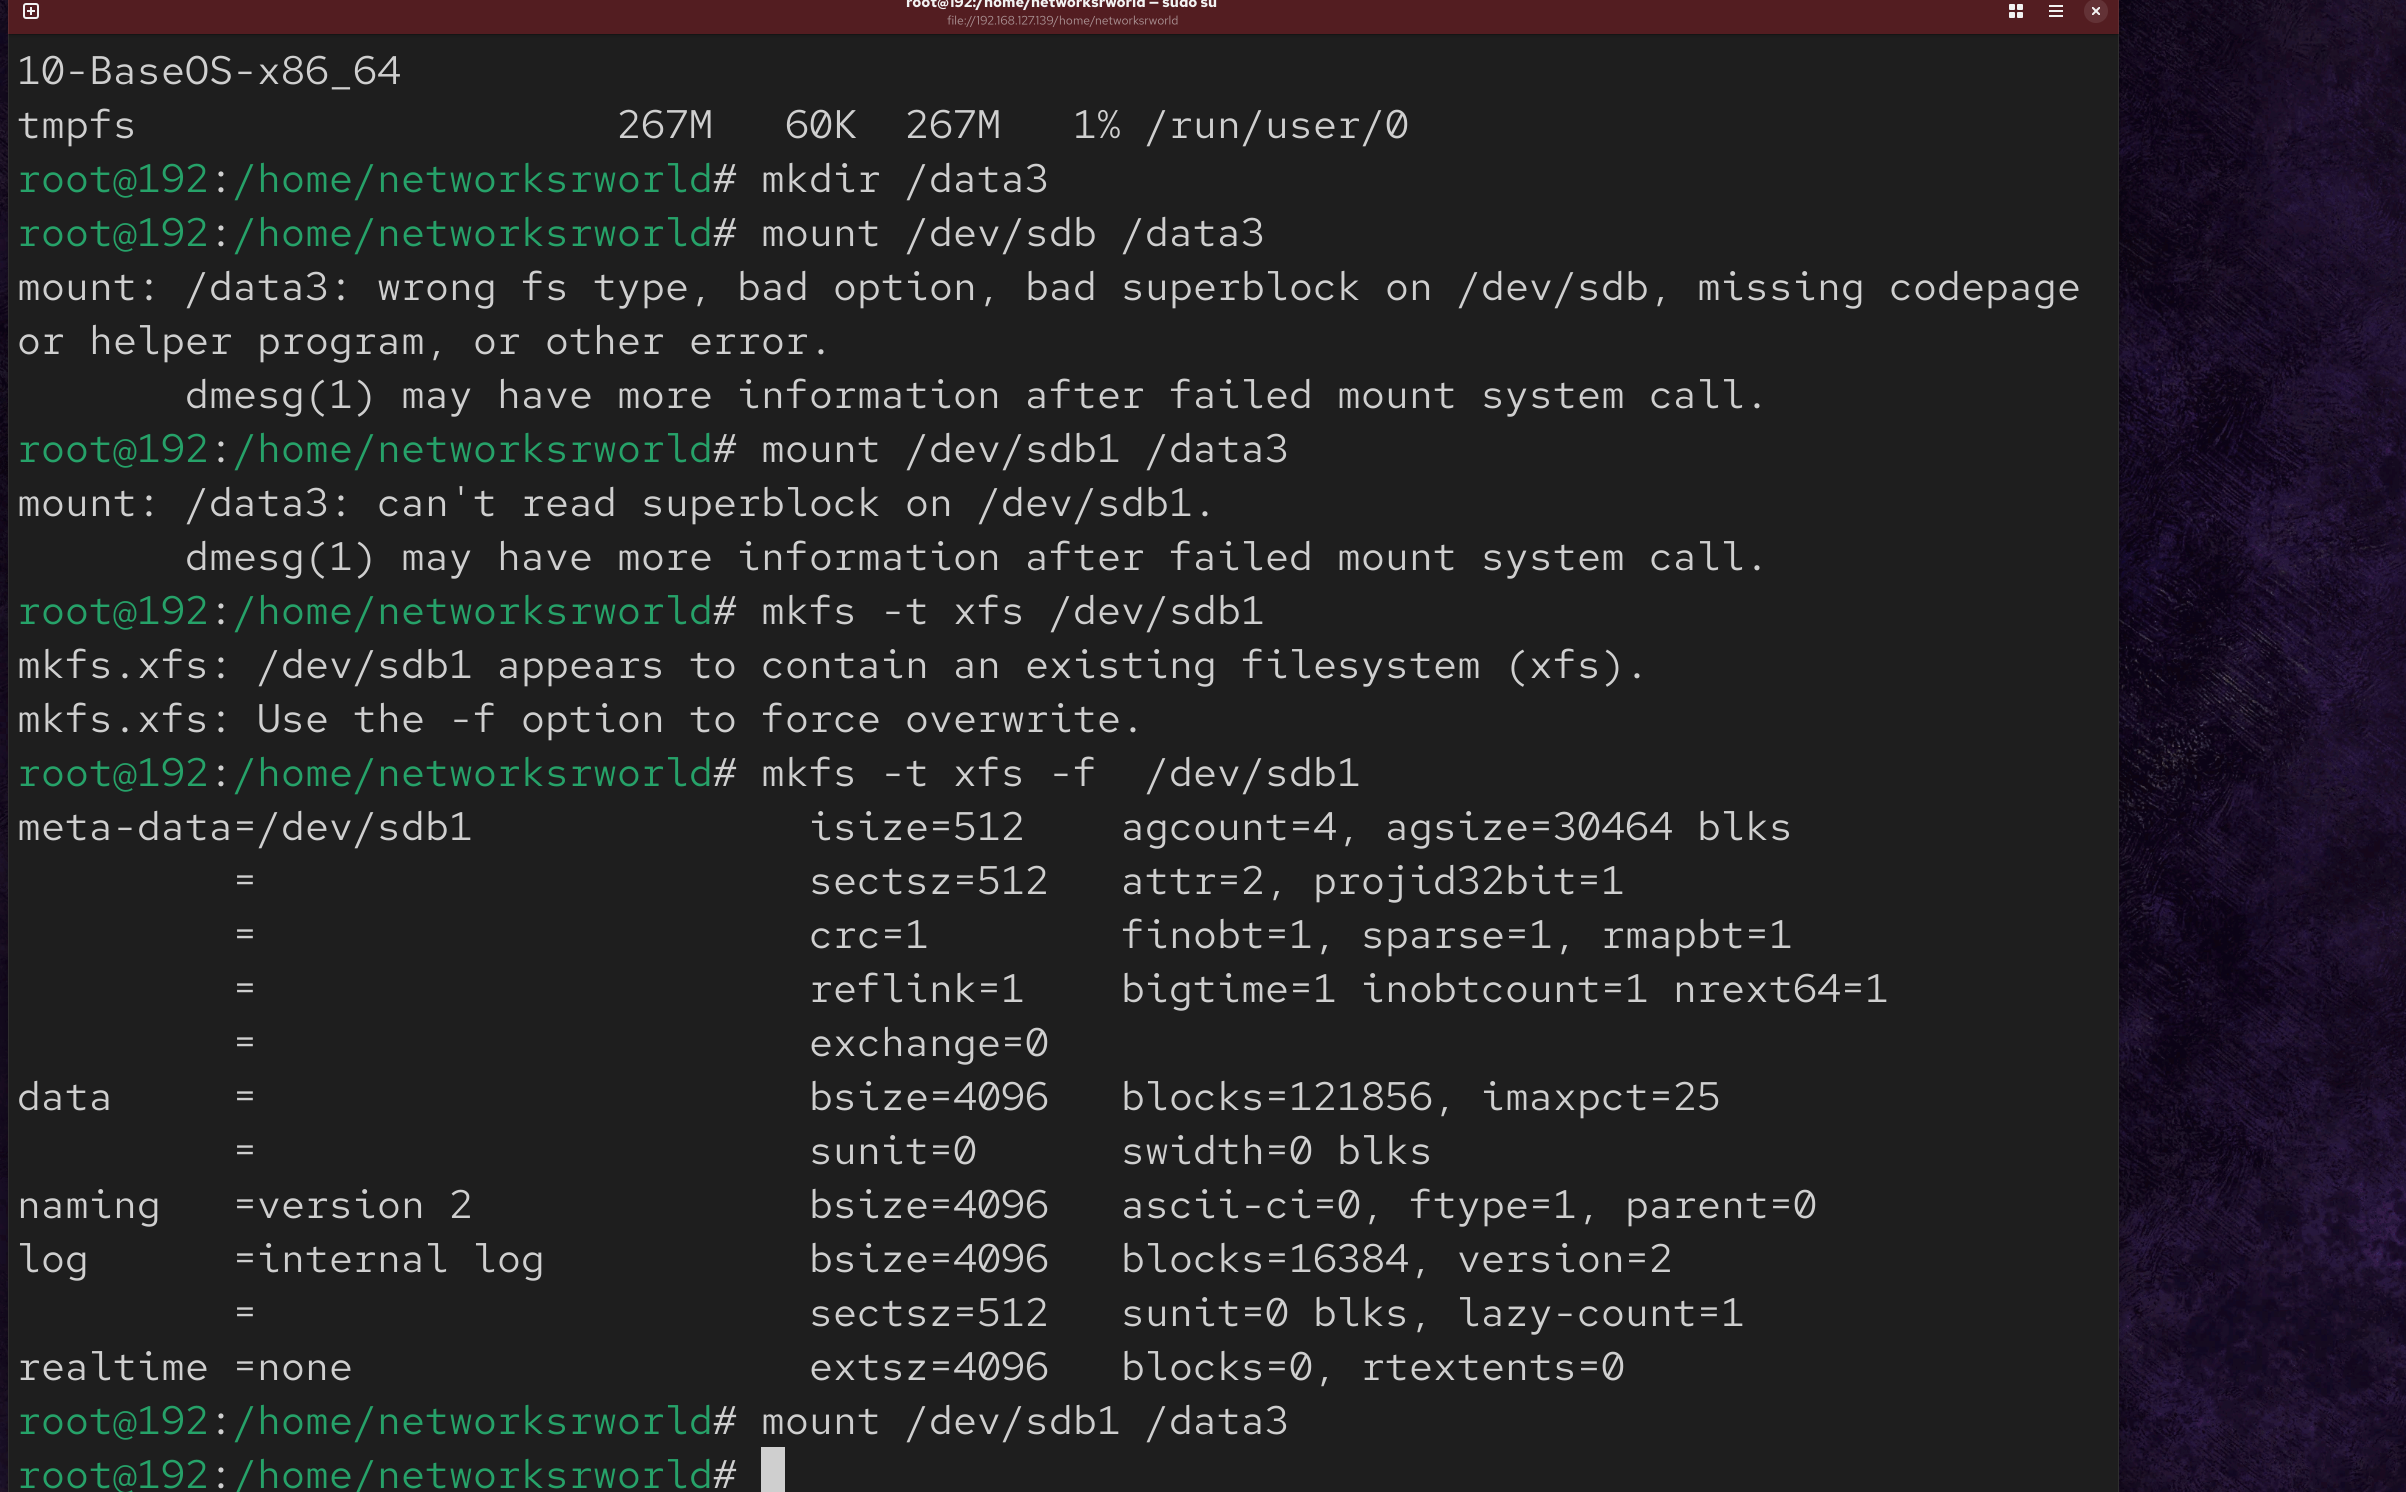 root@192:/home/networksrworld — sudo su
file://192.168.127.139/home/networksrworld
10-BaseOS-x86_64
tmpfs                    267M   60K  267M   1% /run/user/0
root@192:/home/networksrworld# mkdir /data3
root@192:/home/networksrworld# mount /dev/sdb /data3
mount: /data3: wrong fs type, bad option, bad superblock on /dev/sdb, missing codepage
or helper program, or other error.
       dmesg(1) may have more information after failed mount system call.
root@192:/home/networksrworld# mount /dev/sdb1 /data3
mount: /data3: can't read superblock on /dev/sdb1.
       dmesg(1) may have more information after failed mount system call.
root@192:/home/networksrworld# mkfs -t xfs /dev/sdb1
mkfs.xfs: /dev/sdb1 appears to contain an existing filesystem (xfs).
mkfs.xfs: Use the -f option to force overwrite.
root@192:/home/networksrworld# mkfs -t xfs -f  /dev/sdb1
meta-data=/dev/sdb1              isize=512    agcount=4, agsize=30464 blks
         =                       sectsz=512   attr=2, projid32bit=1
         =                       crc=1        finobt=1, sparse=1, rmapbt=1
         =                       reflink=1    bigtime=1 inobtcount=1 nrext64=1
         =                       exchange=0
data     =                       bsize=4096   blocks=121856, imaxpct=25
         =                       sunit=0      swidth=0 blks
naming   =version 2              bsize=4096   ascii-ci=0, ftype=1, parent=0
log      =internal log           bsize=4096   blocks=16384, version=2
         =                       sectsz=512   sunit=0 blks, lazy-count=1
realtime =none                   extsz=4096   blocks=0, rtextents=0
root@192:/home/networksrworld# mount /dev/sdb1 /data3
root@192:/home/networksrworld#